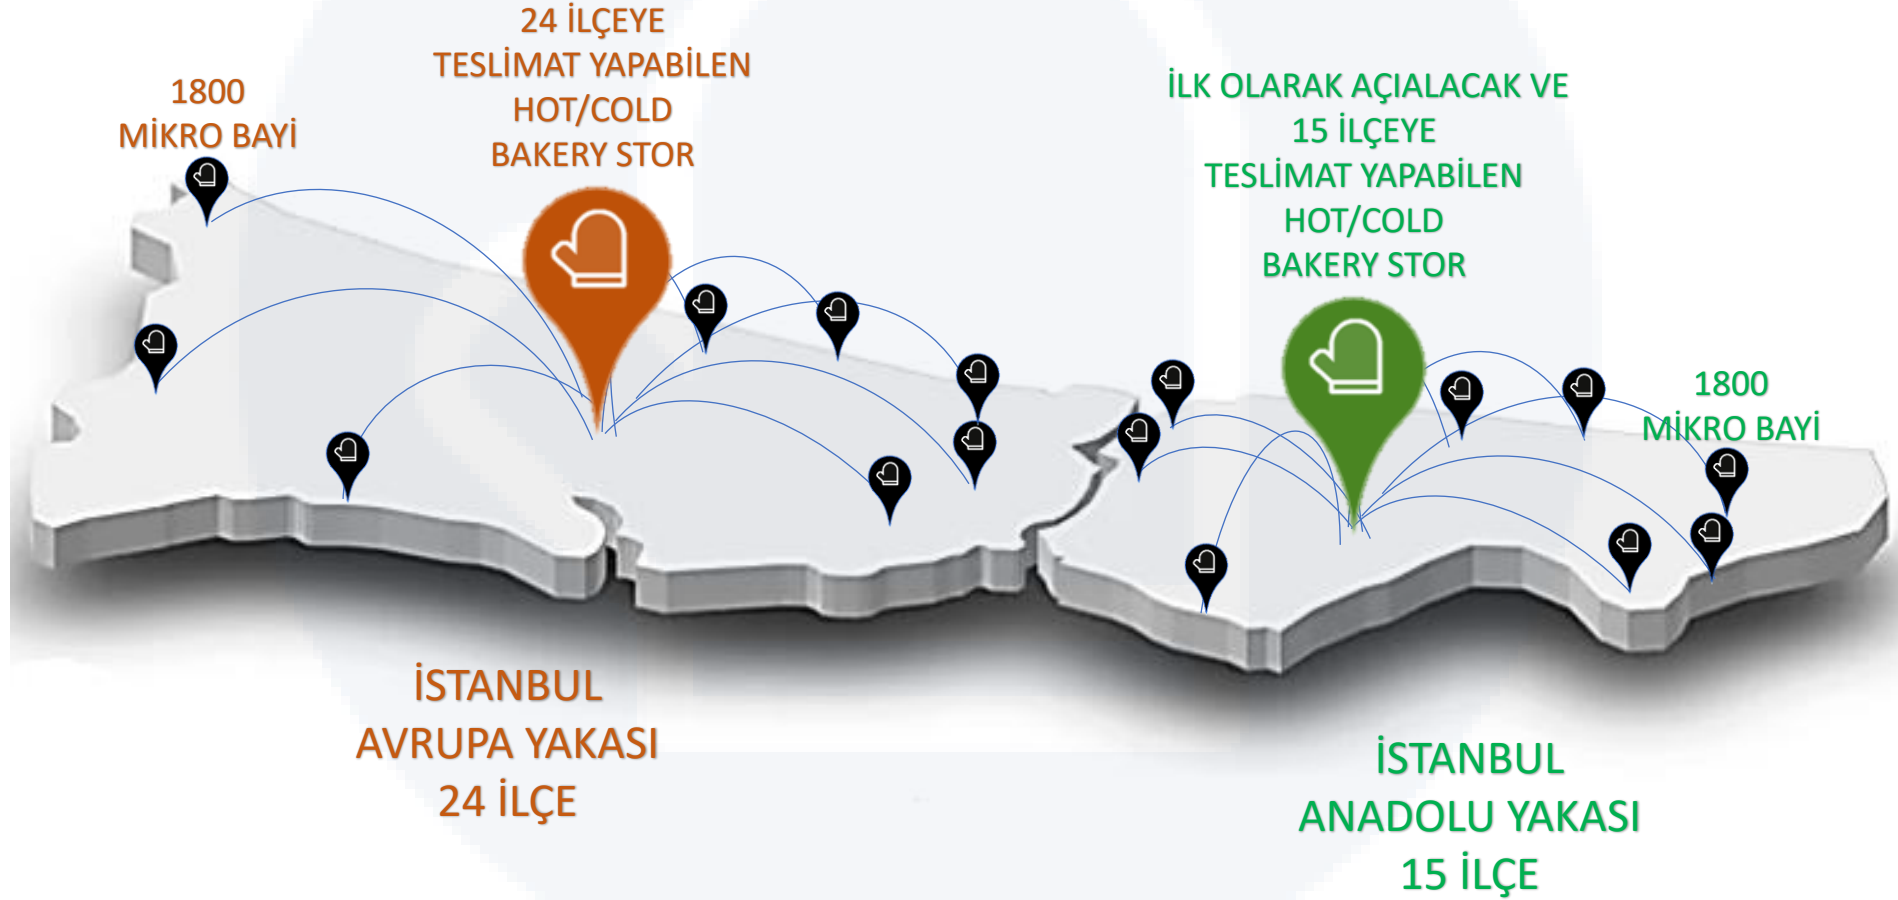 24 İLÇEYE
TESLİMAT YAPABİLEN
HOT/COLD
BAKERY STOR
1800
MİKRO BAYİ
İLK OLARAK AÇIALACAK VE
15 İLÇEYE
TESLİMAT YAPABİLEN
HOT/COLD
BAKERY STOR
1800
MİKRO BAYİ
İSTANBUL
AVRUPA YAKASI
24 İLÇE
İSTANBUL
ANADOLU YAKASI
15 İLÇE